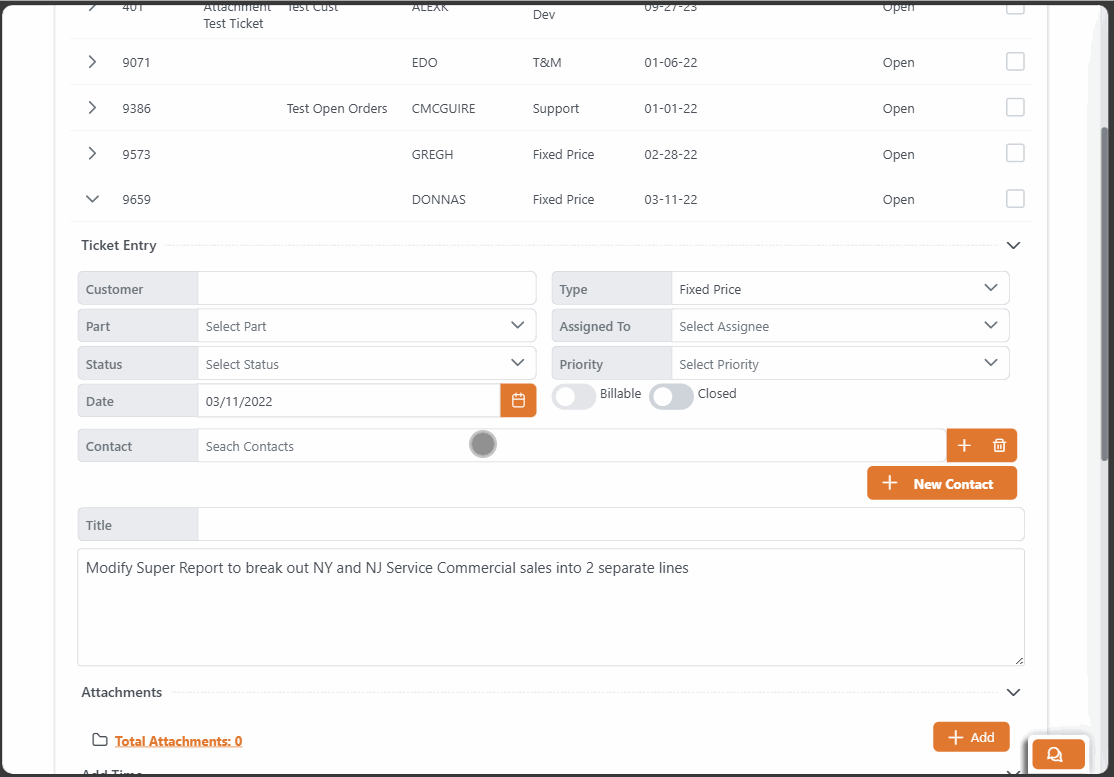 401 Attachment Test Cust ALEXK 09-27-23 Open
Test Ticket Dev
9071 EDO T&M 01-06-22 Open
9386 Test Open Orders CMCGUIRE Support 01-01-22 Open
9573 GREGH Fixed Price 02-28-22 Open
9659 DONNAS Fixed Price 03-11-22 Open
Ticket Entry
Customer Type Fixed Price
Part Select Part Assigned To Select Assignee
Status Select Status Priority Select Priority
Date 03/11/2022 Billable Closed
Contact Seach Contacts
New Contact
Title
Modify Super Report to break out NY and NJ Service Commercial sales into 2 separate lines
Attachments
Total Attachments: 0 Add
Add Time